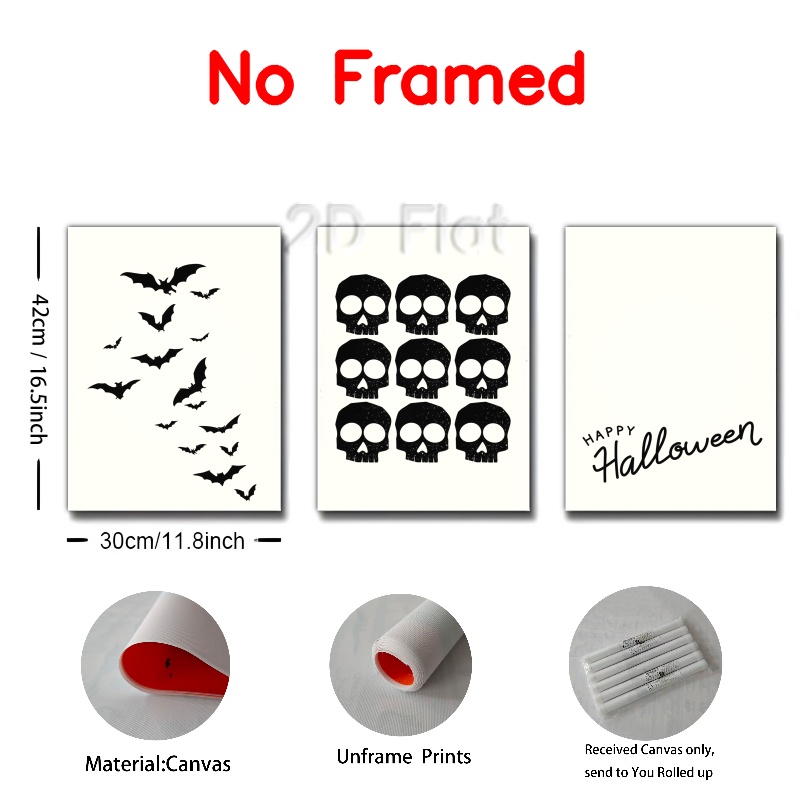 No Framed
2D Flat
42cm / 16.5inch
HAPPY
Halloween
30cm/11.8inch
Material:Canvas
Unframe Prints
Received Canvas only,
send to You Rolled up